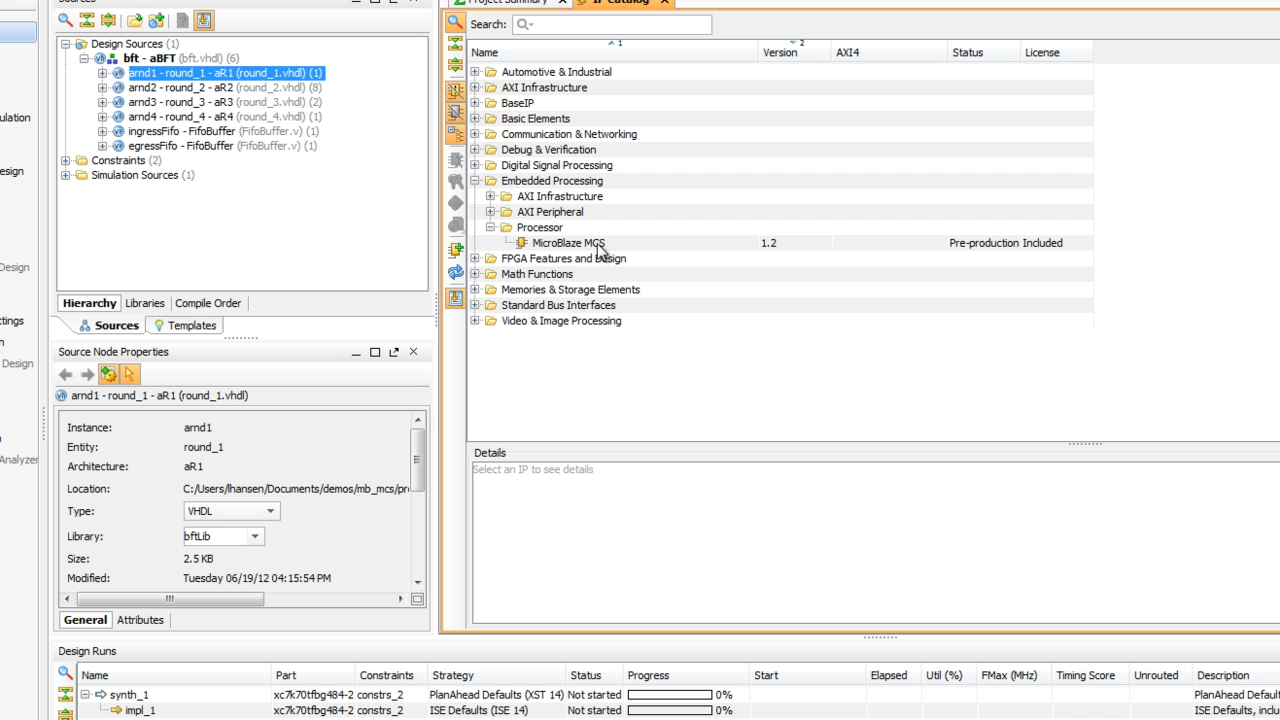 Sources
Project Summary
IP Catalog
Search:
Design Sources (1)
bft - aBFT (bft.vhdl) (6)
arnd1 - round_1 - aR1 (round_1.vhdl) (1)
arnd2 - round_2 - aR2 (round_2.vhdl) (8)
arnd3 - round_3 - aR3 (round_3.vhdl) (2)
arnd4 - round_4 - aR4 (round_4.vhdl) (1)
ingressFifo - FifoBuffer (FifoBuffer.v) (1)
egressFifo - FifoBuffer (FifoBuffer.v) (1)
Constraints (2)
Simulation Sources (1)
Hierarchy Libraries Compile Order
Sources Templates
Name 1 Version 2 AXI4 Status License
Automotive & Industrial
AXI Infrastructure
BaseIP
Basic Elements
Communication & Networking
Debug & Verification
Digital Signal Processing
Embedded Processing
AXI Infrastructure
AXI Peripheral
Processor
MicroBlaze MCS 1.2 Pre-production Included
FPGA Features and Design
Math Functions
Memories & Storage Elements
Standard Bus Interfaces
Video & Image Processing
ulation
esign
Design
ttings
n
Design
Analyzer
Source Node Properties
arnd1 - round_1 - aR1 (round_1.vhdl)
Instance: arnd1
Entity: round_1
Architecture: aR1
Location: C:/Users/lhansen/Documents/demos/mb_mcs/pr
Type: VHDL
Library: bftLib
Size: 2.5 KB
Modified: Tuesday 06/19/12 04:15:54 PM
General Attributes
Details
Select an IP to see details
Design Runs
Name Part Constraints Strategy Status Progress Start Elapsed Util (%) FMax (MHz) Timing Score Unrouted Description
synth_1 xc7k70tfbg484-2 constrs_2 PlanAhead Defaults (XST 14) Not started 0% PlanAhead Defa
impl_1 xc7k70tfbg484-2 constrs_2 ISE Defaults (ISE 14) Not started 0% ISE Defaults, inclu